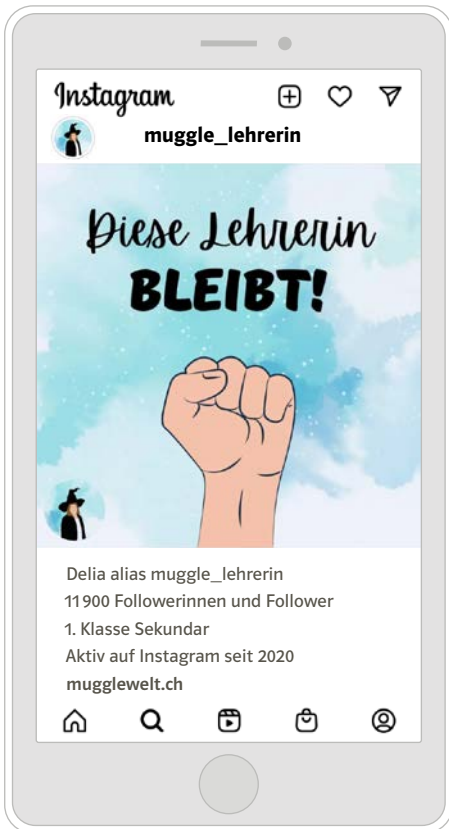 Instagram
muggle_lehrerin
Diese Lehrerin
BLEIBT!
Delia alias muggle_lehrerin
11 900 Followerinnen und Follower
1. Klasse Sekundar
Aktiv auf Instagram seit 2020
mugglewelt.ch